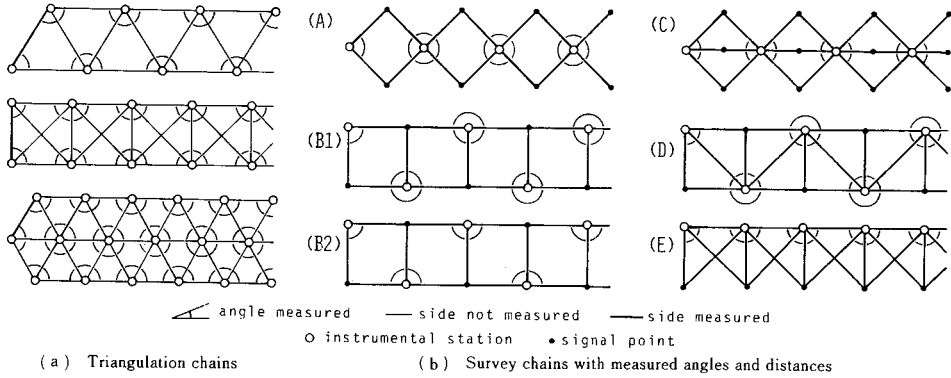 (A)
(C)
(B1)
(D)
(B2)
(E)
angle measured
side not measured
side measured
instrumental station
signal point
(a) Triangulation chains
(b) Survey chains with measured angles and distances